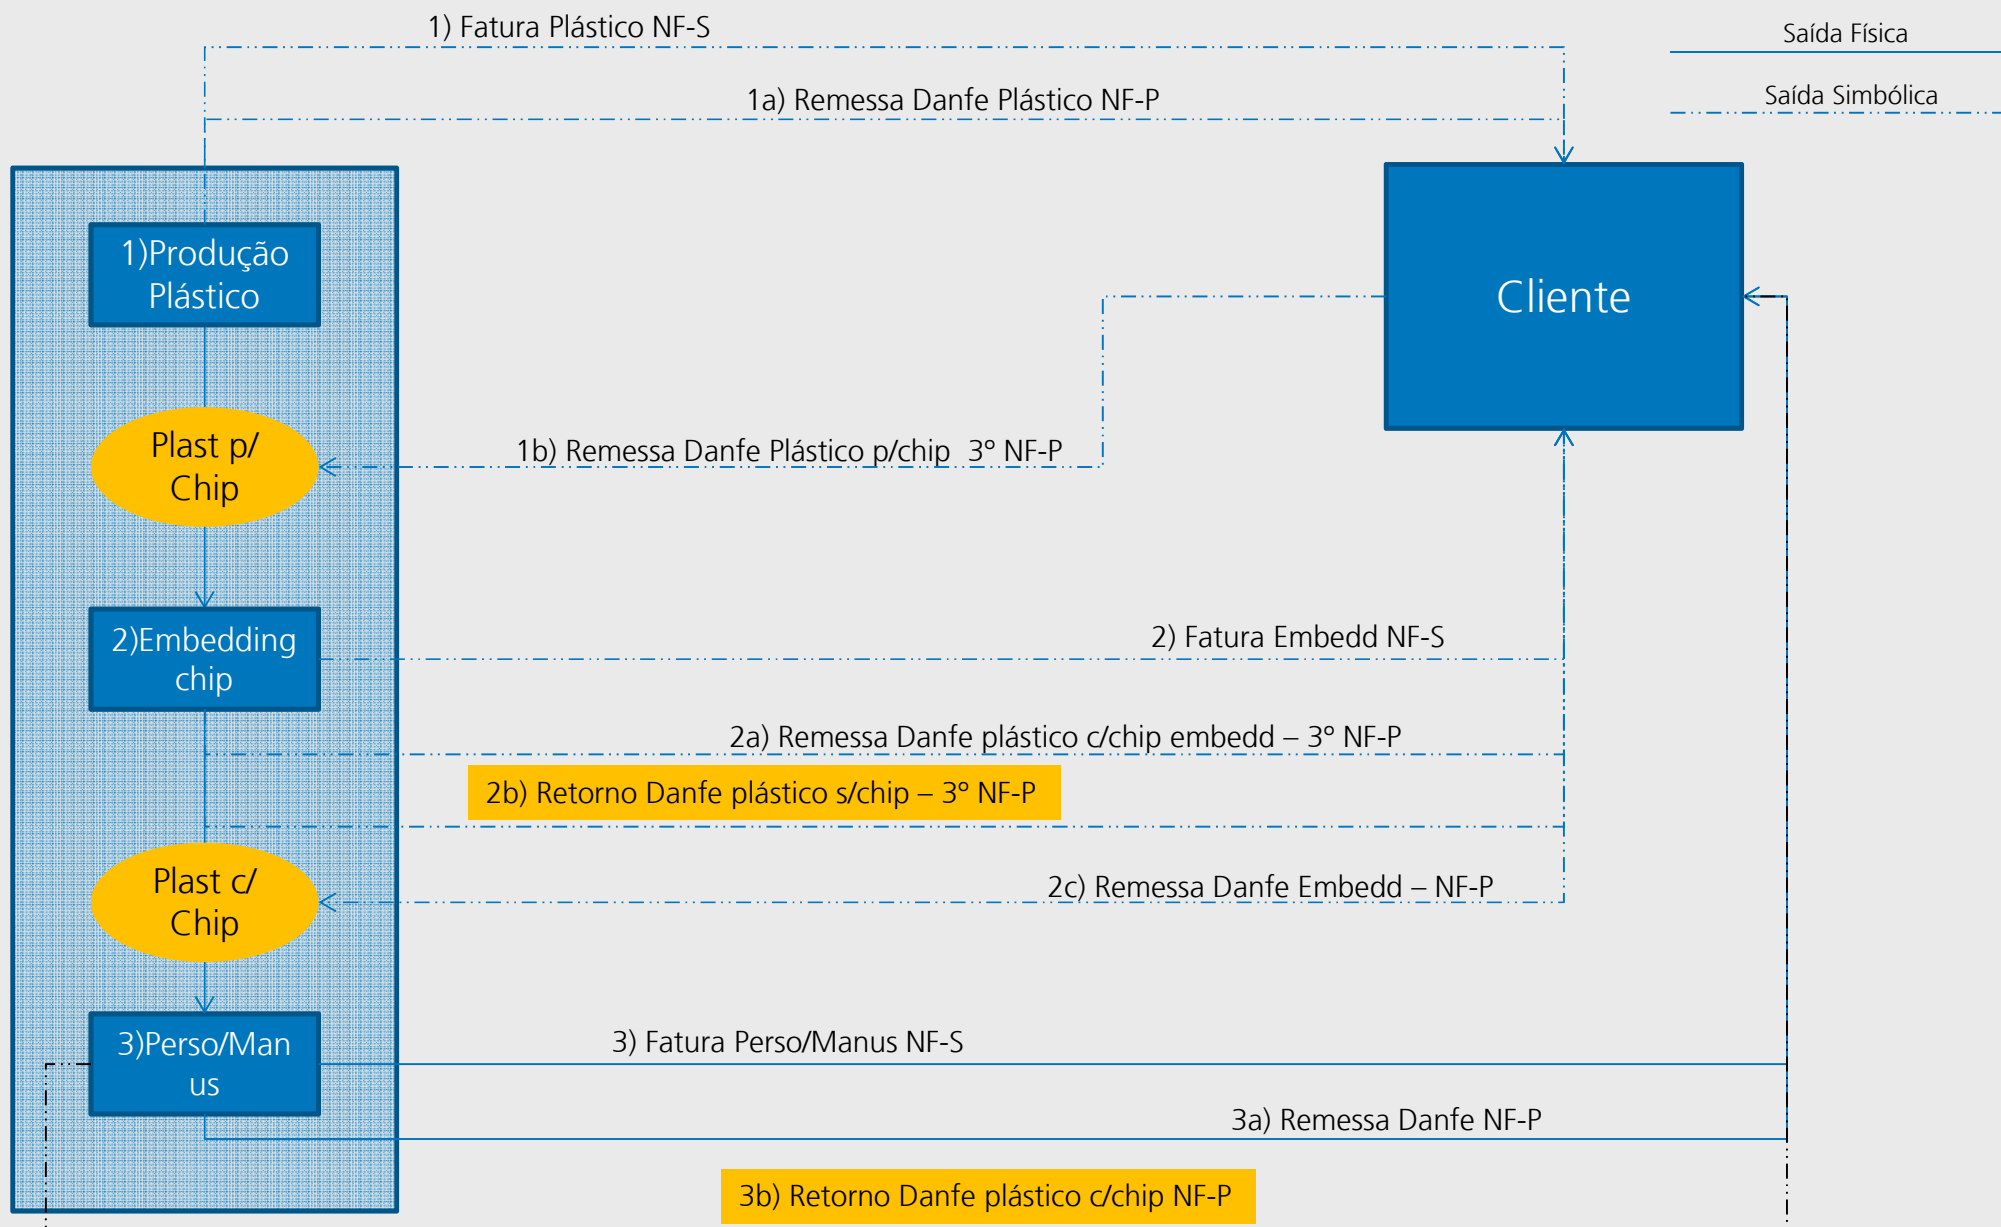 1) Fatura Plástico NF-S
Saída Física
1a) Remessa Danfe Plástico NF-P
Saída Simbólica
1)Produção
Plástico
Cliente
Plast p/
Chip
1b) Remessa Danfe Plástico p/chip  3º NF-P
2)Embedding
chip
2) Fatura Embedd NF-S
2a) Remessa Danfe plástico c/chip embedd – 3º NF-P
2b) Retorno Danfe plástico s/chip – 3º NF-P
Plast c/
Chip
2c) Remessa Danfe Embedd – NF-P
3)Perso/Man
us
3) Fatura Perso/Manus NF-S
3a) Remessa Danfe NF-P
3b) Retorno Danfe plástico c/chip NF-P